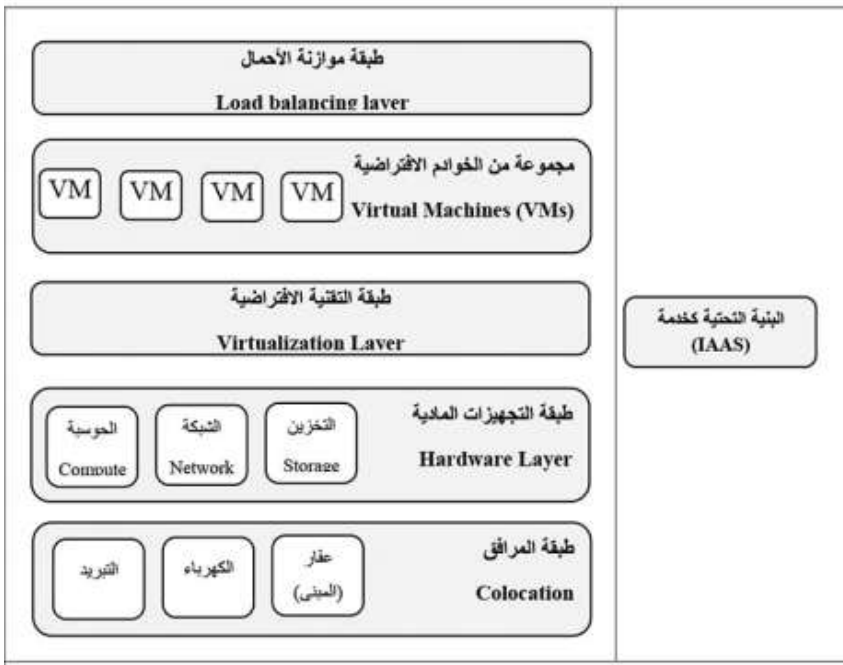 طبقة موازنة الأحمال
Load balancing layer
مجموعة من الخوادم الافتراضية
Virtual Machines (VMs)
VM
VM
VM
VM
طبقة التقنية الافتراضية
Virtualization Layer
البنية التحتية كخدمة
(IAAS)
طبقة التجهيزات المادية
Hardware Layer
التخزين
Storage
الشبكة
Network
الحوسبة
Compute
طبقة المرافق
Colocation
عقار
(المبنى)
الكهرباء
التبريد